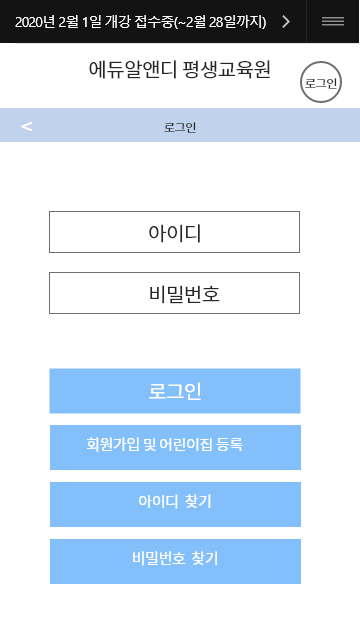 2020년 2월 1일 개강 접수중(~2월 28일까지)
에듀알앤디 평생교육원
로그인
< 로그인
아이디
비밀번호
로그인
회원가입 및 어린이집 등록
아이디 찾기
비밀번호 찾기